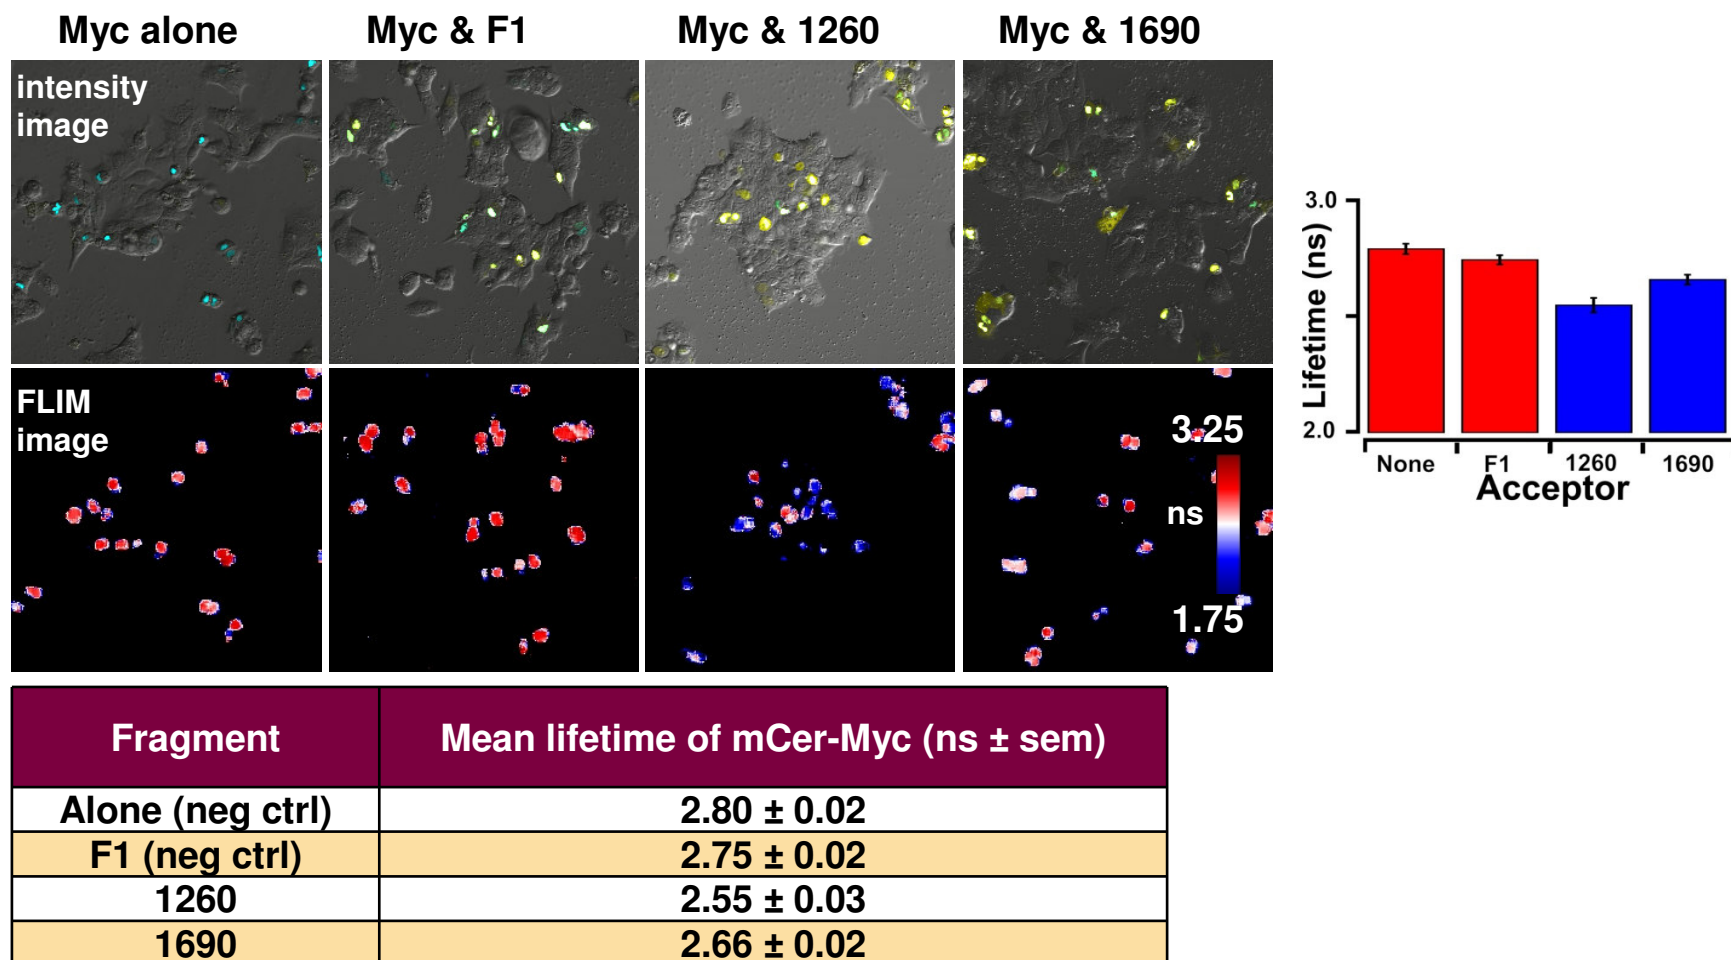 Myc alone
Myc & F1
Myc & 1260
Myc & 1690
intensity
image
FLIM
image
3.25
ns
1.75
3.0
2.0
Lifetime (ns)
None
F1
1260
1690
Acceptor
Fragment
Mean lifetime of mCer-Myc (ns ± sem)
Alone (neg ctrl)
2.80 ± 0.02
F1 (neg ctrl)
2.75 ± 0.02
1260
2.55 ± 0.03
1690
2.66 ± 0.02